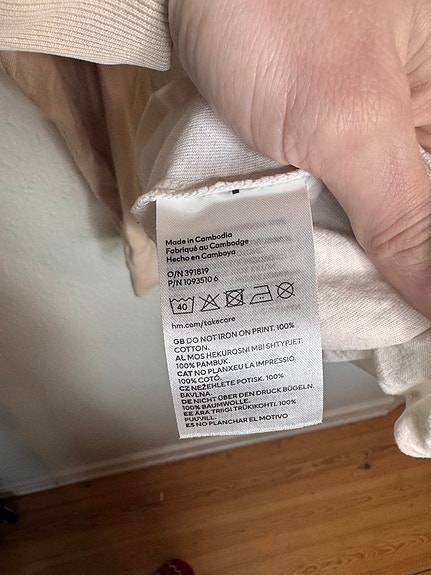 Made in Cambodia
Fabriqué au Cambodge
Hecho en Camboya
O/N 391819
P/N 1093510 6
40
hm.com/takecare
GB DO NOT IRON ON PRINT. 100%
COTTON.
AL MOS HEKUROSNI MBI SHTYPJET.
100% PAMBUK.
CAT NO PLANXEU LA IMPRESSIÓ.
100% COTÓ.
CZ NEŽEHLETE POTISK. 100%
BAVLNA.
DE NICHT ÜBER DEN DRUCK BÜGELN.
100% BAUMWOLLE.
EE ÄRA TRIIGI TRÜKIKOHTI. 100%
PUUVILL.
ES NO PLANCHAR EL MOTIVO